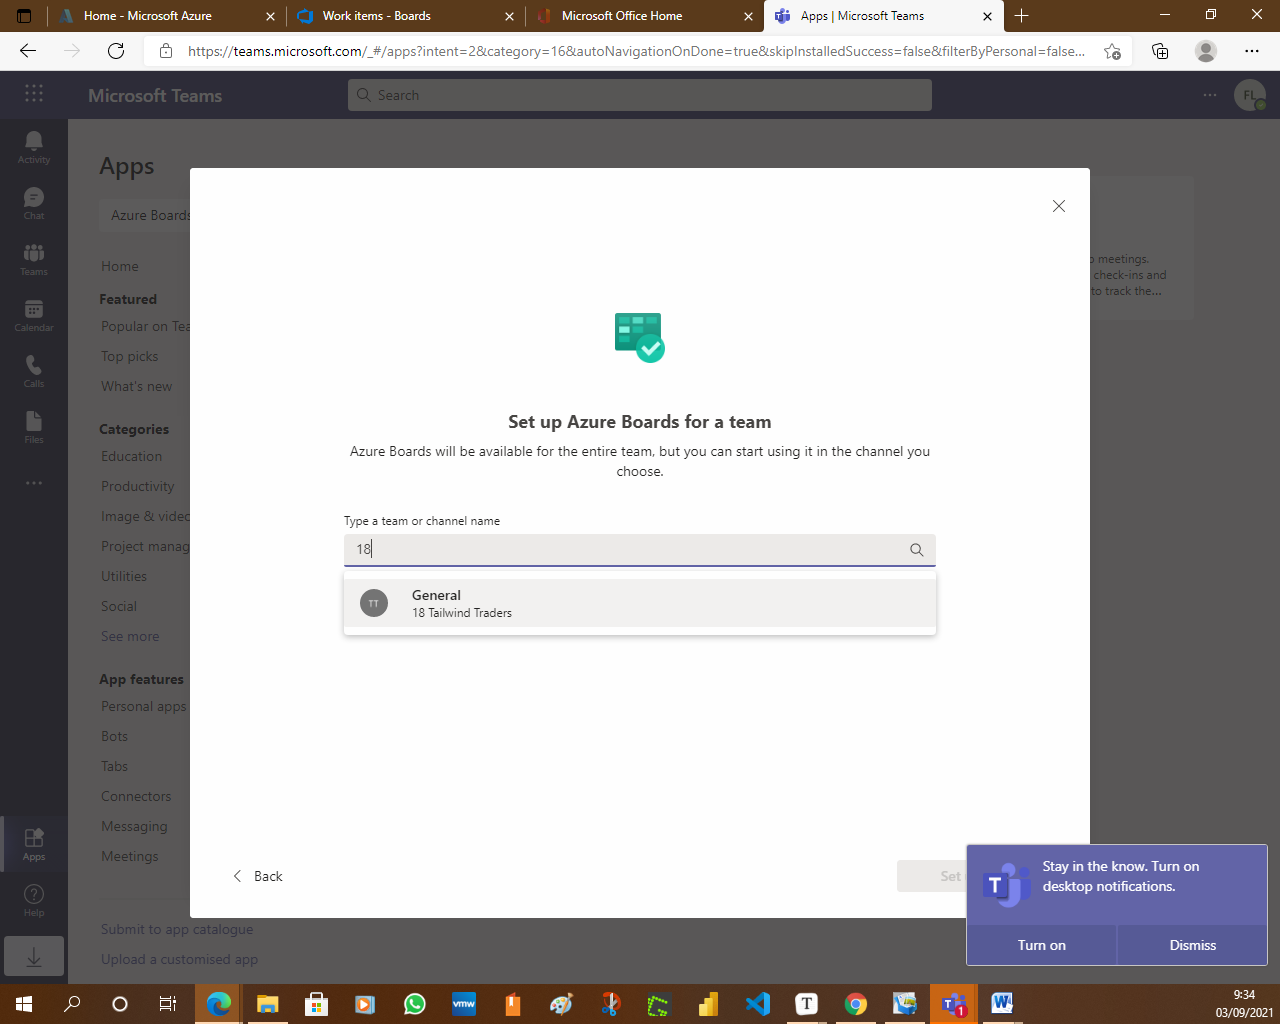 Home - Microsoft Azure
Work items - Boards
Microsoft Office Home
Apps | Microsoft Teams
https://teams.microsoft.com/_#/apps?intent=2&category=16&autoNavigationOnDone=true&skipInstalledSuccess=false&filterByPersonal=false...
Microsoft Teams
Search
FL
Activity
Chat
Teams
Calendar
Calls
Files
Apps
Help
Apps
Azure Boards
Home
Featured
Popular on Tea
Top picks
What's new
Categories
Education
Productivity
Image & video
Project manag
Utilities
Social
See more
App features
Personal apps
Bots
Tabs
Connectors
Messaging
Meetings
Submit to app catalogue
Upload a customised app
meetings.
check-ins and
to track the...
Set up Azure Boards for a team
Azure Boards will be available for the entire team, but you can start using it in the channel you
choose.
Type a team or channel name
18
TT
General
18 Tailwind Traders
Back
Set
Stay in the know. Turn on
desktop notifications.
Turn on
Dismiss
vmw
T
1
W
9:34
03/09/2021